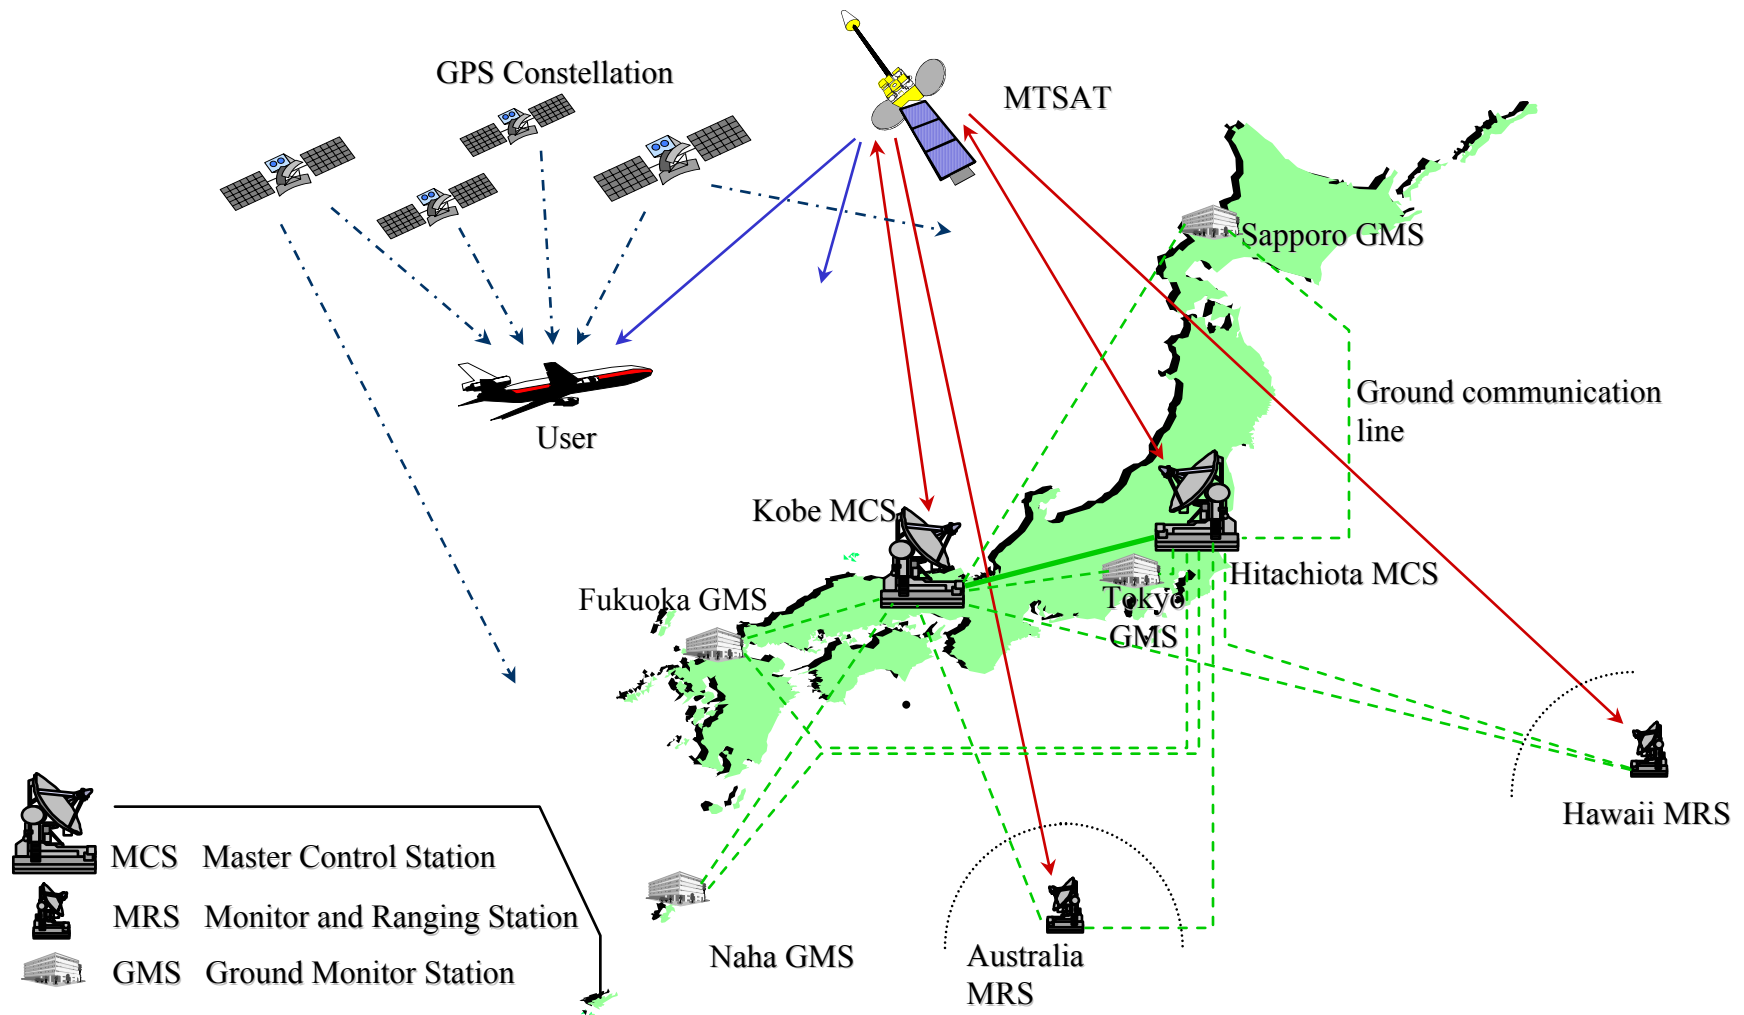 GPS Constellation
MTSAT
Sapporo GMS
Ground communication
line
User
Kobe MCS
Hitachiota MCS
Fukuoka GMS
Tokyo
GMS
Hawaii MRS
MCS Master Control Station
MRS Monitor and Ranging Station
GMS Ground Monitor Station
Naha GMS
Australia
MRS